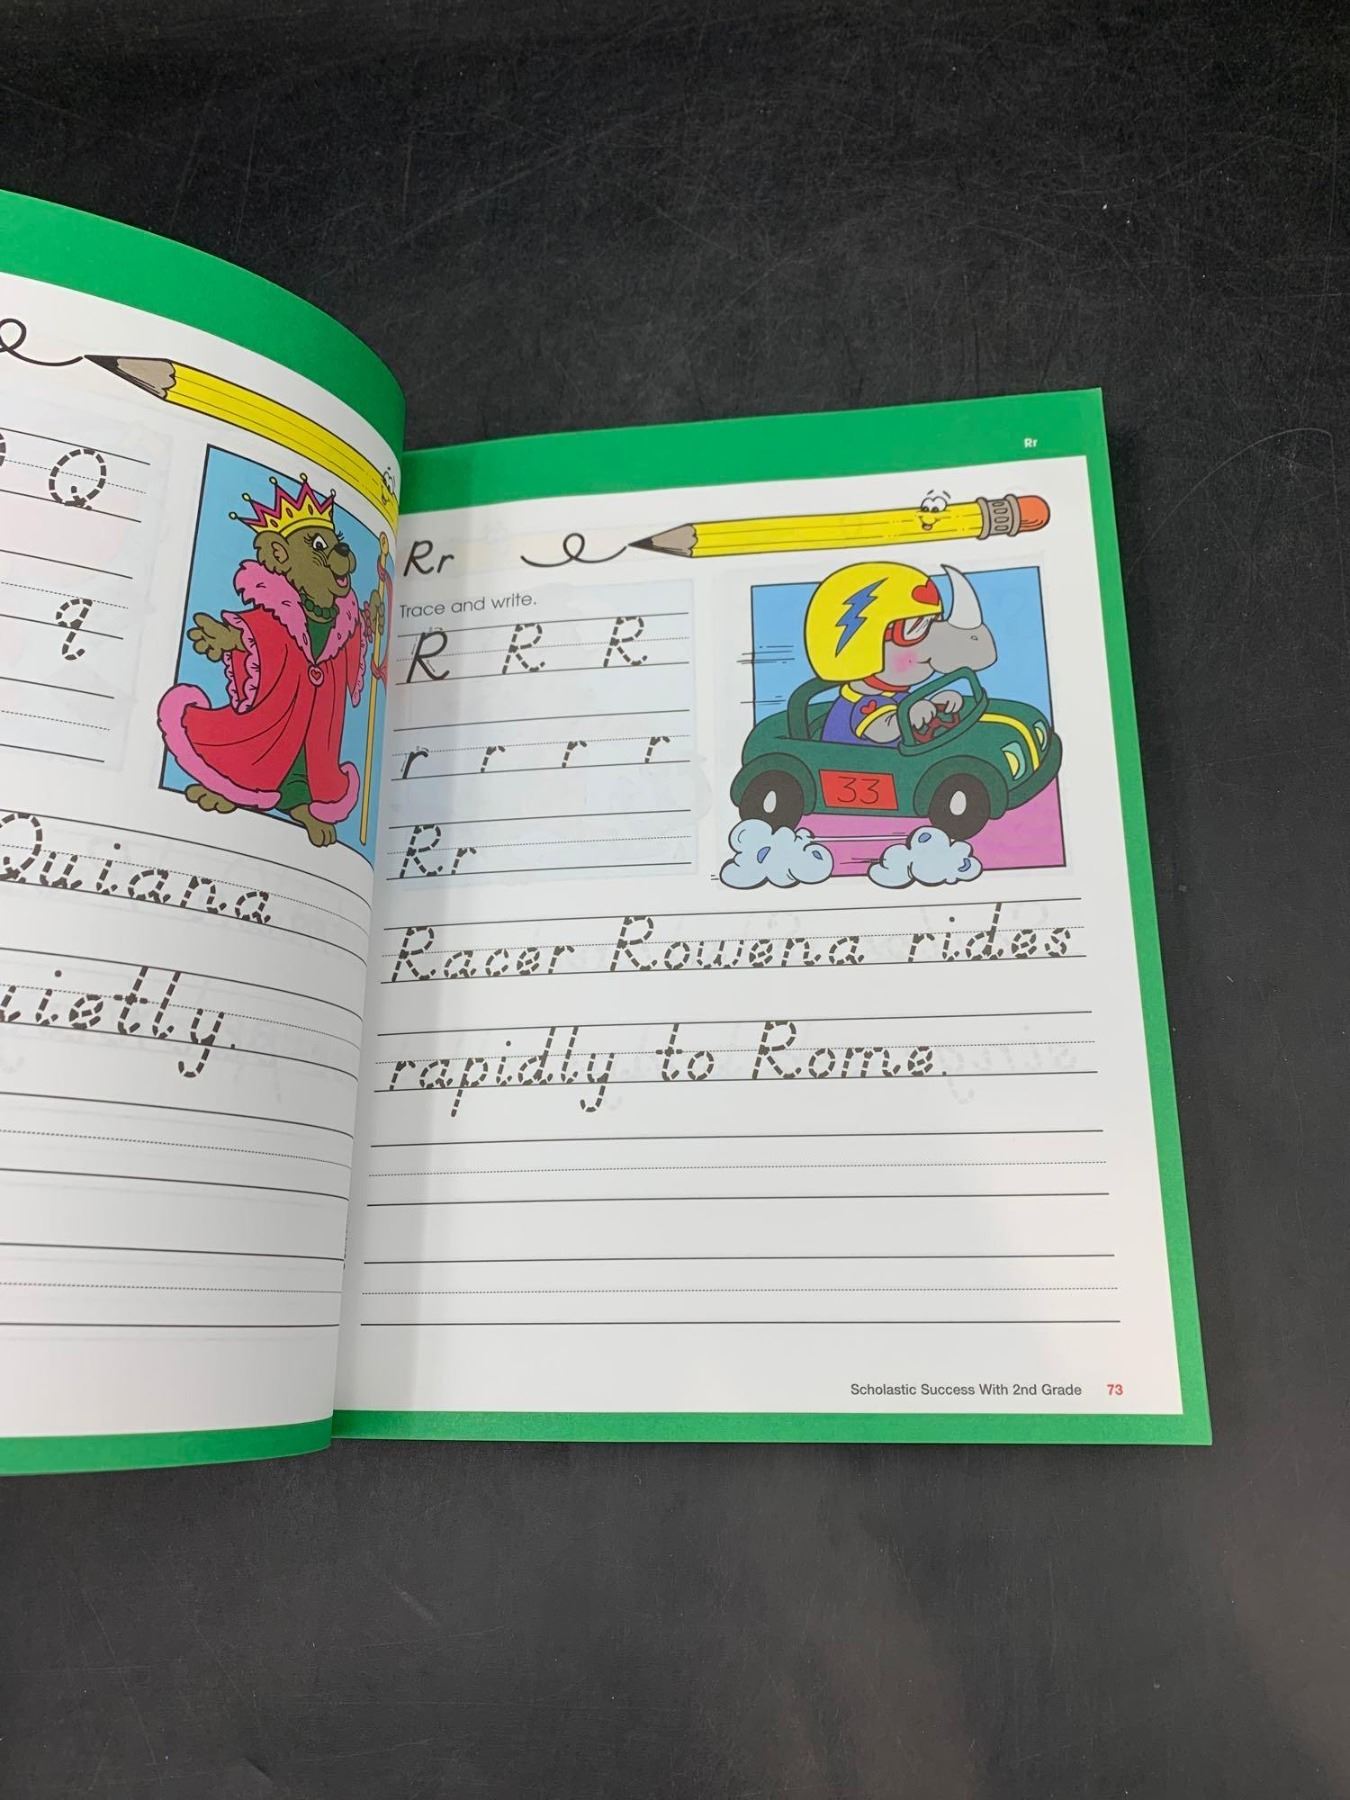 Q
q
Quiana
Rr
Rr
Trace and write.
R R R
r r r r
Rr
33
Racer Rowena rides
rapidly to Rome.
Scholastic Success With 2nd Grade 73